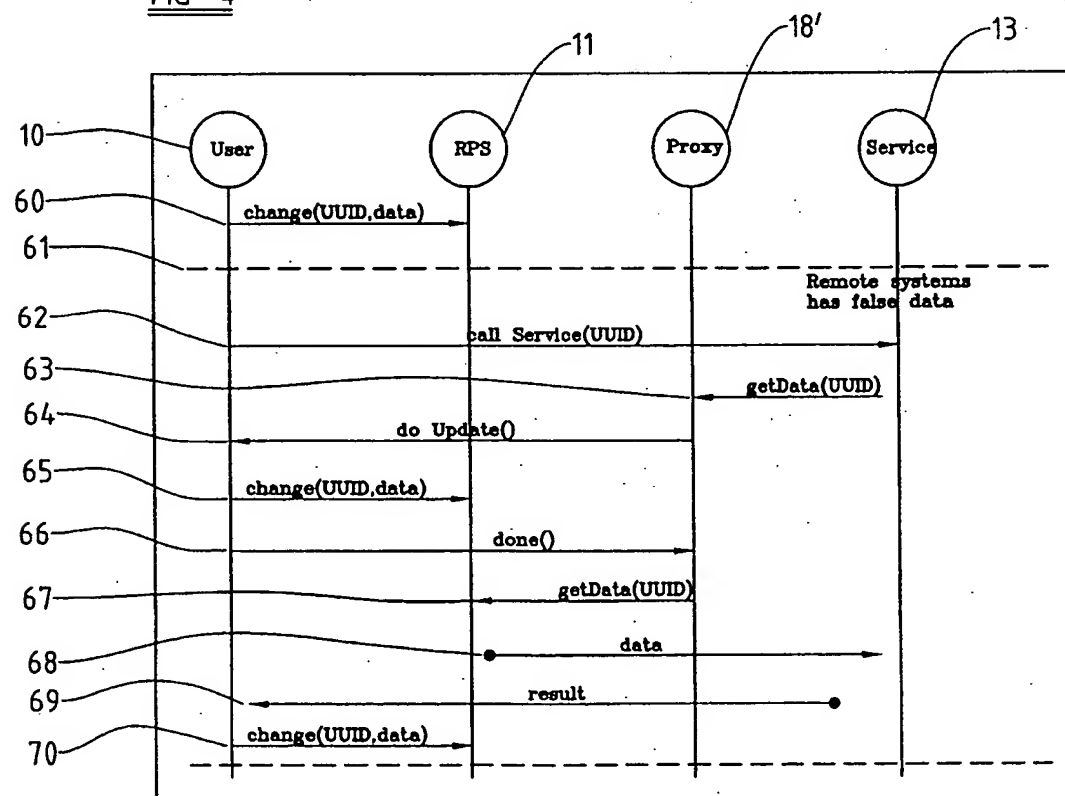 FIG 4
11
18'
13
10
User
RPS
Proxy
Service
60
change(UUID,data)
61
Remote systems
has false data
62
call Service(UUID)
63
getData(UUID)
64
do Update()
65
change(UUID,data)
66
done()
67
getData(UUID)
68
data
69
result
70
change(UUID,data)